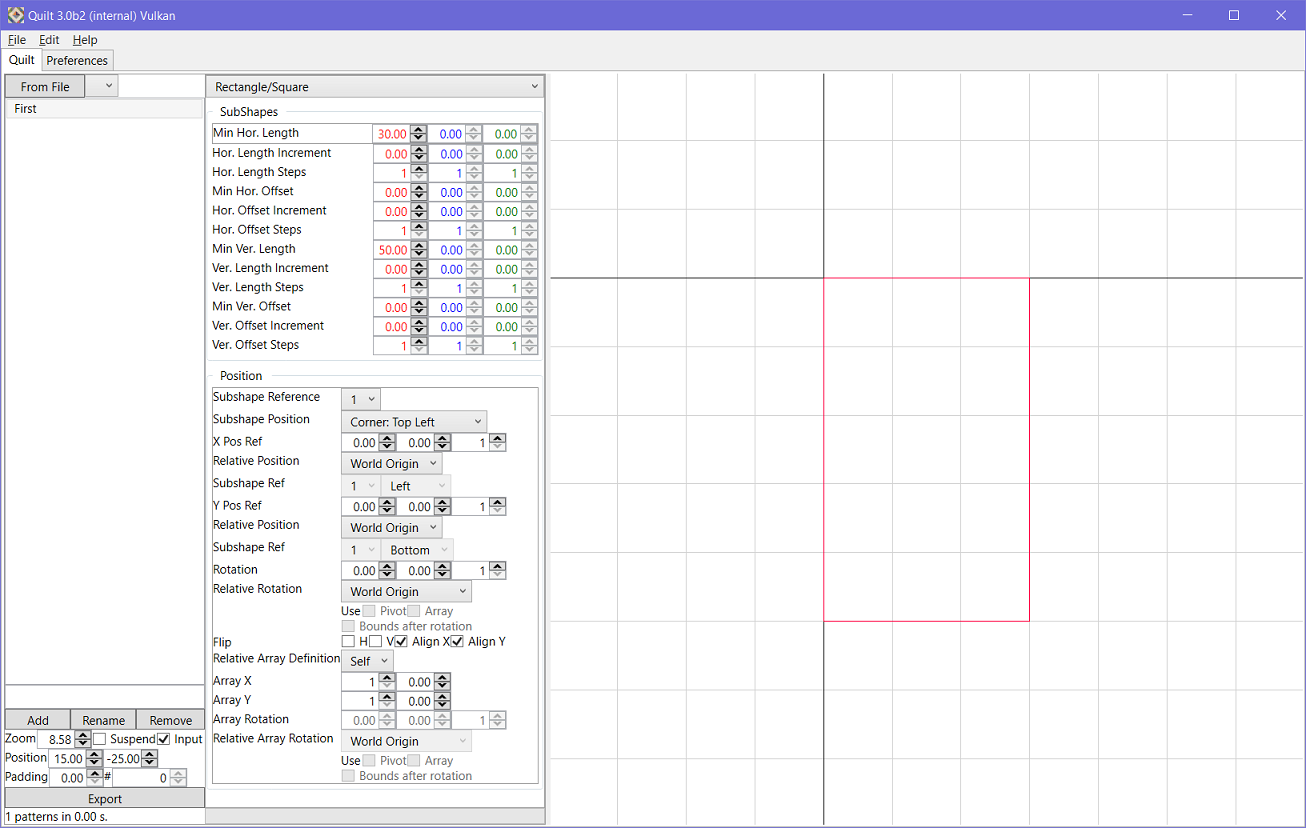 Quilt 3.0b2 (internal) Vulkan
File Edit Help
Quilt Preferences
From File
First
Rectangle/Square
SubShapes
Min Hor. Length 30.00 0.00 0.00
Hor. Length Increment 0.00 0.00 0.00
Hor. Length Steps 1 1 1
Min Hor. Offset 0.00 0.00 0.00
Hor. Offset Increment 0.00 0.00 0.00
Hor. Offset Steps 1 1 1
Min Ver. Length 50.00 0.00 0.00
Ver. Length Increment 0.00 0.00 0.00
Ver. Length Steps 1 1 1
Min Ver. Offset 0.00 0.00 0.00
Ver. Offset Increment 0.00 0.00 0.00
Ver. Offset Steps 1 1 1
Position
Subshape Reference 1
Subshape Position Corner: Top Left
X Pos Ref 0.00 0.00 1
Relative Position World Origin
Subshape Ref 1 Left
Y Pos Ref 0.00 0.00 1
Relative Position World Origin
Subshape Ref 1 Bottom
Rotation 0.00 0.00 1
Relative Rotation World Origin
Use Pivot Array
Bounds after rotation
Flip H V Align X Align Y
Relative Array Definition Self
Array X 1 0.00
Array Y 1 0.00
Array Rotation 0.00 0.00 1
Relative Array Rotation World Origin
Use Pivot Array
Bounds after rotation
Add Rename Remove
Zoom 8.58 Suspend Input
Position 15.00 -25.00
Padding 0.00 # 0
Export
1 patterns in 0.00 s.